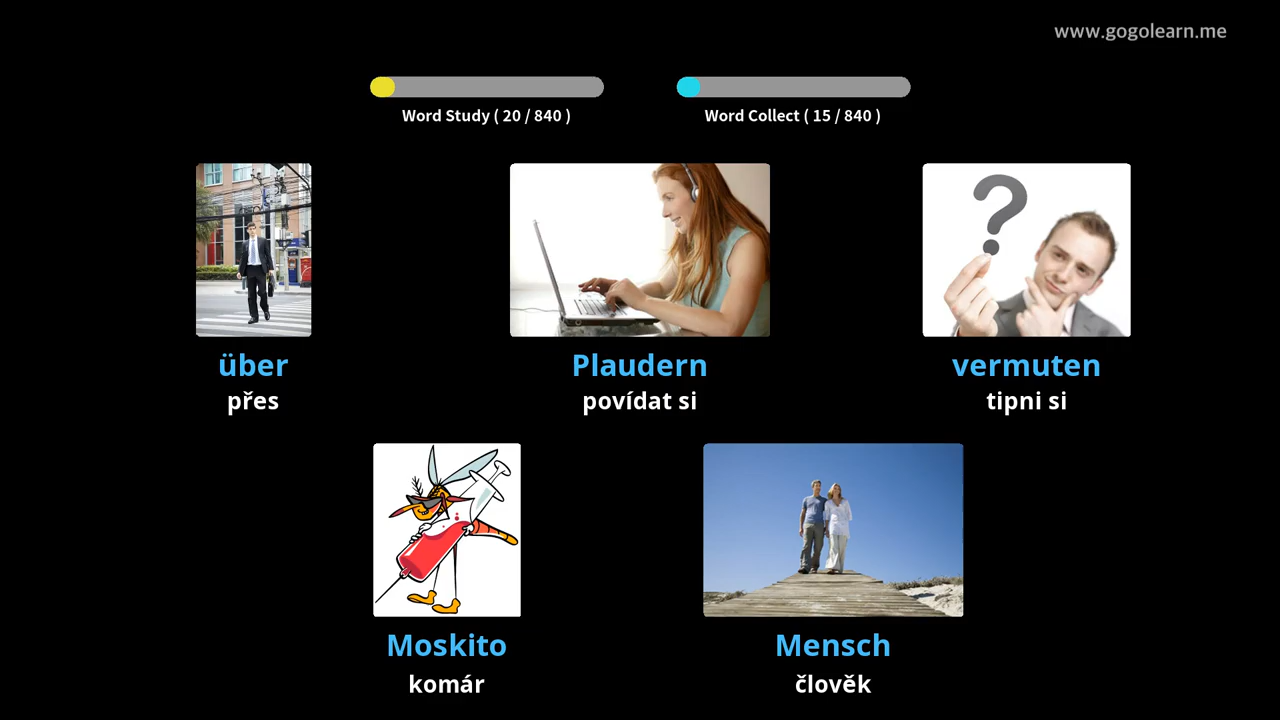 www.gogolearn.me
Word Study ( 20 / 840 )
Word Collect ( 15 / 840 )
über
přes
Plaudern
povídat si
vermuten
tipni si
Moskito
komár
Mensch
člověk